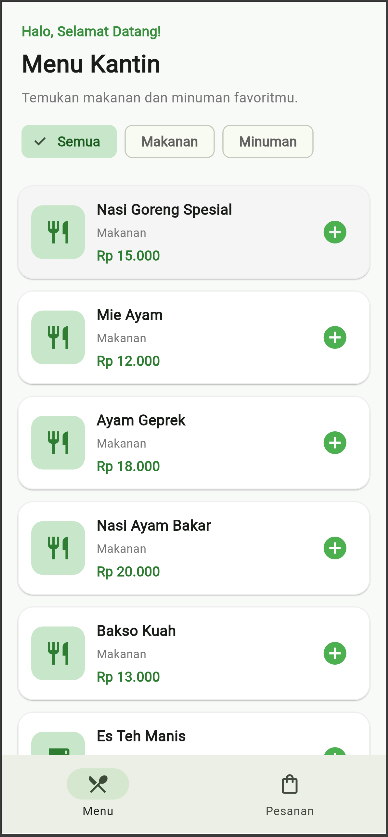 Halo, Selamat Datang!
Menu Kantin
Temukan makanan dan minuman favoritmu.
Semua Makanan Minuman
Nasi Goreng Spesial
Makanan
Rp 15.000
Mie Ayam
Makanan
Rp 12.000
Ayam Geprek
Makanan
Rp 18.000
Nasi Ayam Bakar
Makanan
Rp 20.000
Bakso Kuah
Makanan
Rp 13.000
Es Teh Manis
Menu Pesanan